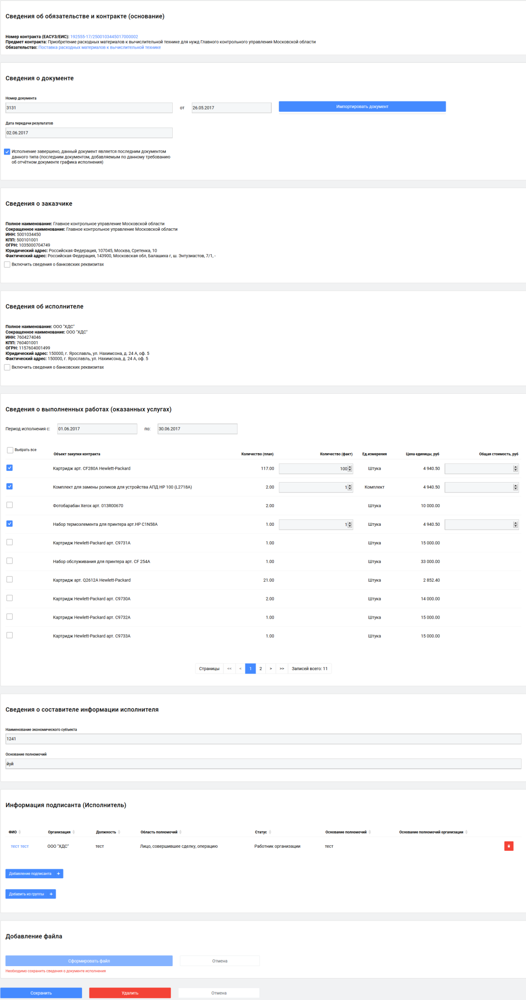 Сведения об обязательстве и контракте (основание)
Номер контракта (ЕАСУЗ/ЕИС): 192555-17/2500103445017000002
Предмет контракта: Приобретение расходных материалов к вычислительной технике для нужд Главного контрольного управления Московской области
Обязательство: Поставка расходных материалов к вычислительной технике
Сведения о документе
Номер документа
3131 от 26.05.2017 Импортировать документ
Дата передачи результатов
02.06.2017
Исполнение завершено, данный документ является последним документом
данного типа (последним документом, добавляемым по данному требованию
об отчётном документе графика исполнения)
Сведения о заказчике
Полное наименование: Главное контрольное управление Московской области
Сокращенное наименование: Главное контрольное управление Московской области
ИНН: 5001034450
КПП: 500101001
ОГРН: 1035000704749
Юридический адрес: Российская Федерация, 107045, Москва, Сретенка, 10
Фактический адрес: Российская Федерация, 143900, Московская обл, Балашиха г, ш. Энтузиастов, 7/1, -
Включить сведения о банковских реквизитах
Сведения об исполнителе
Полное наименование: ООО "ХДС"
Сокращенное наименование: ООО "ХДС"
ИНН: 7604274046
КПП: 760401001
ОГРН: 1157604001499
Юридический адрес: 150000, г. Ярославль, ул. Нахимсона, д. 24 А, оф. 5
Фактический адрес: 150000, г. Ярославль, ул. Нахимсона, д. 24 А, оф. 5
Включить сведения о банковских реквизитах
Сведения о выполненных работах (оказанных услугах)
Период исполнения с: 01.06.2017 по: 30.06.2017
Выбрать все
Объект закупки контракта Количество (план) Количество (факт) Ед.измерения Цена единицы, руб Общая стоимость, руб
Картридж арт. CF280A Hewlett-Packard 117.00 100 Штука 4 940.50
Комплект для замены роликов для устройства АПД HP 100 (L2718A) 2.00 1 Комплект 4 940.50
Фотобарабан Xerox арт. 013R00670 2.00 Штука 10 000.00
Набор термоэлемента для принтера арт.HP C1N58A 1.00 1 Штука 4 940.50
Картридж Hewlett-Packard арт. C9731A 1.00 Штука 15 000.00
Набор обслуживания для принтера арт. CF 254A 1.00 Штука 33 000.00
Картридж арт. Q2612A Hewlett-Packard 21.00 Штука 2 852.40
Картридж Hewlett-Packard арт. C9730A 2.00 Штука 14 000.00
Картридж Hewlett-Packard арт. C9732A 1.00 Штука 15 000.00
Картридж Hewlett-Packard арт. C9733A 1.00 Штука 15 000.00
Страницы << < 1 2 > >> Записей всего: 11
Сведения о составителе информации исполнителя
Наименование экономического субъекта
1241
Основание полномочий
йуй
Информация подписанта (Исполнитель)
ФИО Организация Должность Область полномочий Статус Основание полномочий Основание полномочий организации
тест тест ООО "ХДС" тест Лицо, совершившее сделку, операцию Работник организации тест
Добавление подписанта +
Добавить из группы +
Добавление файла
Сформировать файл Отмена
Необходимо сохранить сведения о документе исполнения
Сохранить Удалить Отмена